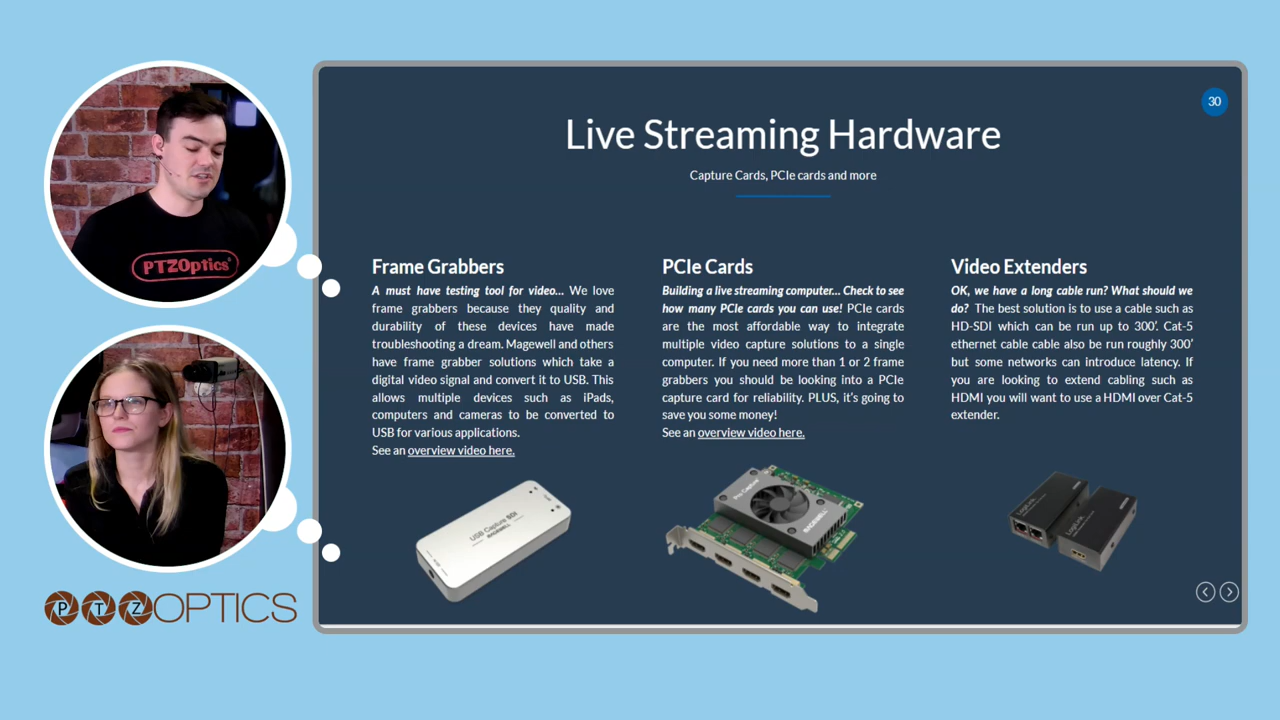 30
Live Streaming Hardware
Capture Cards, PCIe cards and more
Frame Grabbers
A must have testing tool for video... We love
frame grabbers because they quality and
durability of these devices have made
troubleshooting a dream. Magewell and others
have frame grabber solutions which take a
digital video signal and convert it to USB. This
allows multiple devices such as iPads,
computers and cameras to be converted to
USB for various applications.
See an overview video here.
PCIe Cards
Building a live streaming computer... Check to see
how many PCIe cards you can use! PCIe cards
are the most affordable way to integrate
multiple video capture solutions to a single
computer. If you need more than 1 or 2 frame
grabbers you should be looking into a PCIe
capture card for reliability. PLUS, it's going to
save you some money!
See an overview video here.
Video Extenders
OK, we have a long cable run? What should we
do? The best solution is to use a cable such as
HD-SDI which can be run up to 300'. Cat-5
ethernet cable cable also be run roughly 300'
but some networks can introduce latency. If
you are looking to extend cabling such as
HDMI you will want to use a HDMI over Cat-5
extender.
USB Capture SDI
MAGEWELL
Pro Capture
MAGEWELL
LogiLink
LogiLink
PTZOptics
PTZOPTICS